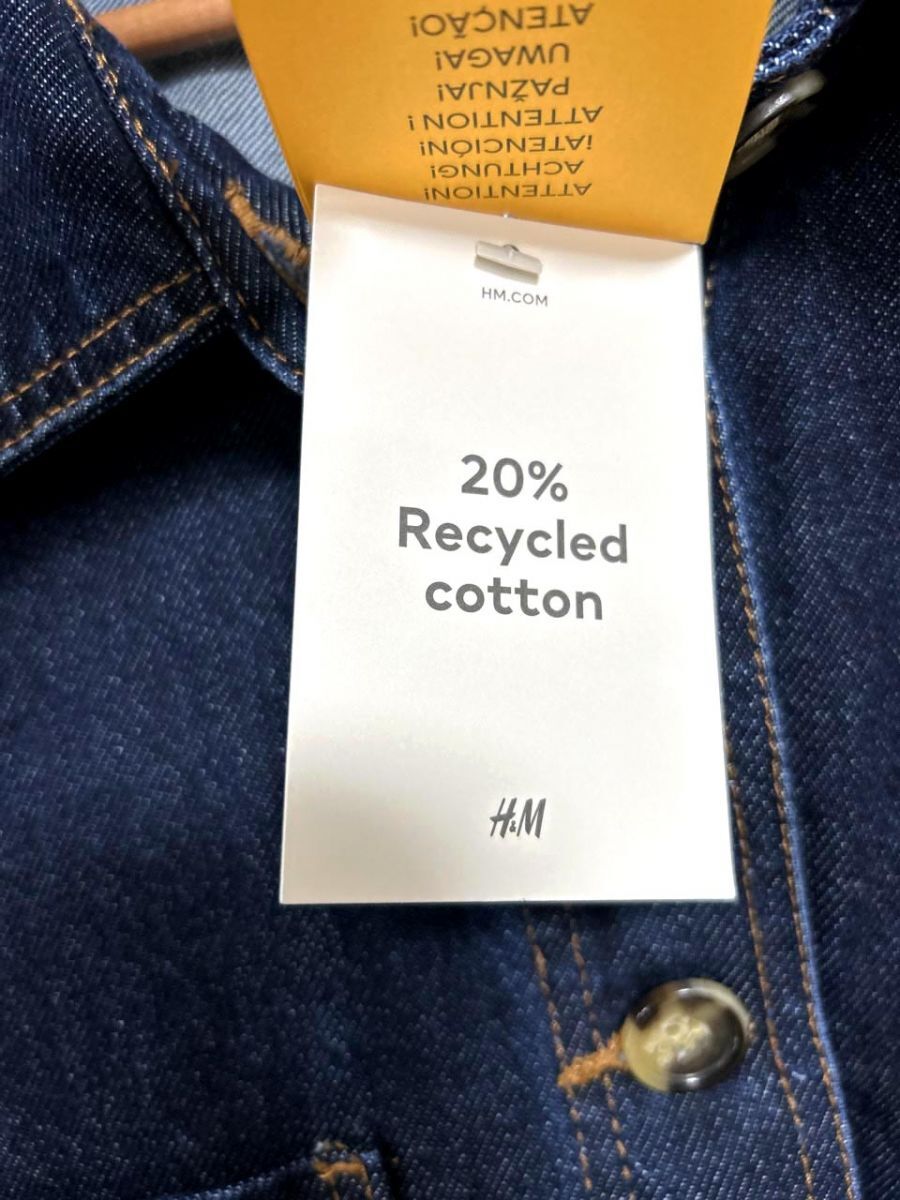 ATTENTION!
ACHTUNG!
¡ATENCIÓN!
ATTENTION !
PAŽNJA!
UWAGA!
ATENÇÃO!
HM.COM
20%
Recycled
cotton
H&M